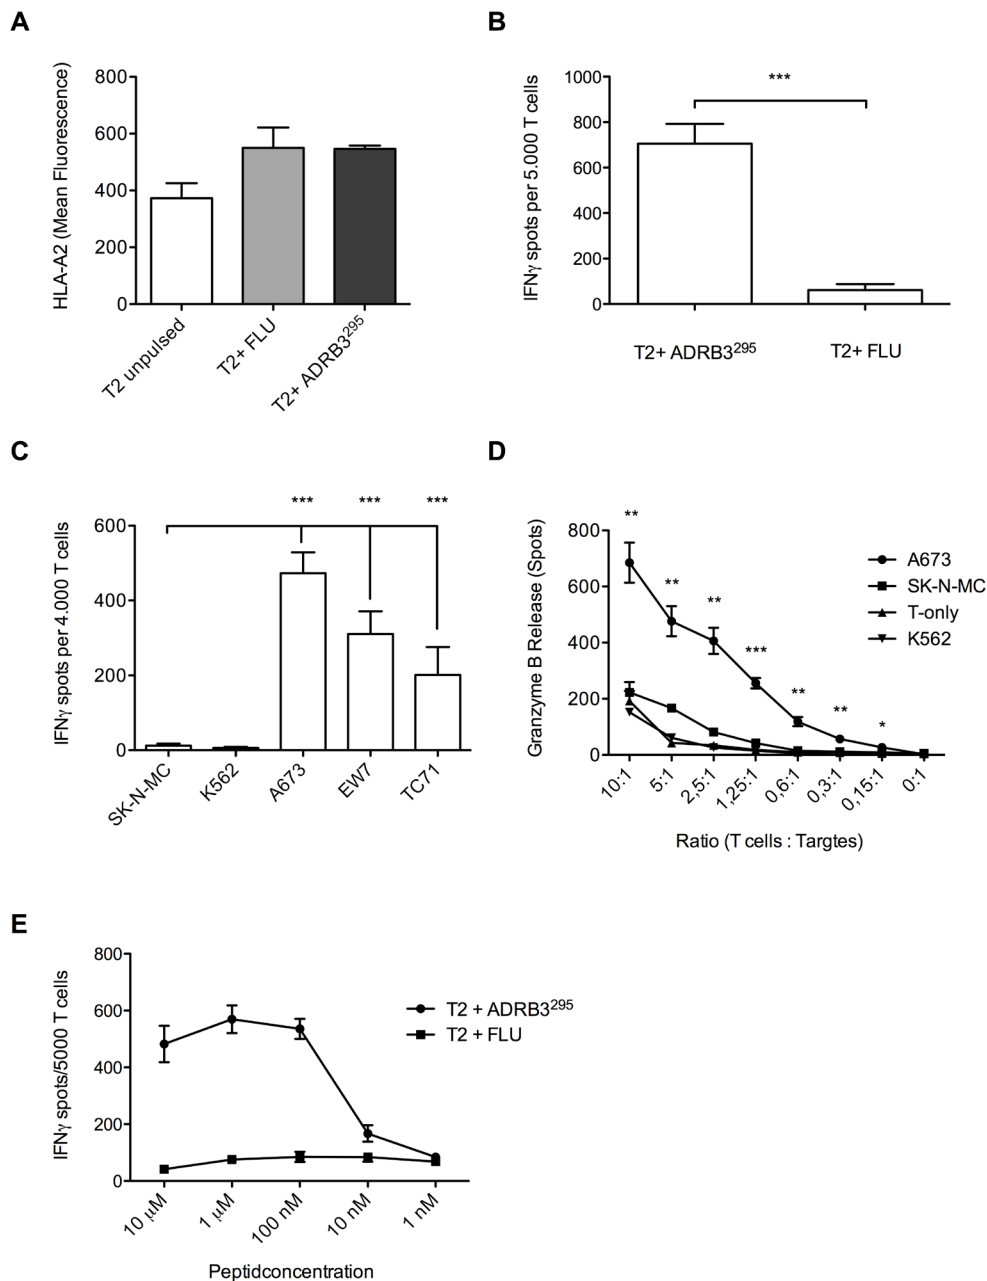 A
HLA-A2 (Mean Fluorescence)
800
600
400
200
0
T2 unpulsed
T2+ FLU
T2+ ADRB3²⁹⁵
B
IFNγ spots per 5.000 T cells
1000
800
600
400
200
0
***
T2+ ADRB3²⁹⁵
T2+ FLU
C
IFNγ spots per 4.000 T cells
600
400
200
0
***
***
***
SK-N-MC
K562
A673
EW7
TC71
D
Granzyme B Release (Spots)
800
600
400
200
0
**
**
**
***
**
**
*
A673
SK-N-MC
T-only
K562
10:1
5:1
2,5:1
1,25:1
0,6:1
0,3:1
0,15:1
0:1
Ratio (T cells : Targtes)
E
IFNγ spots/5000 T cells
800
600
400
200
0
T2 + ADRB3²⁹⁵
T2 + FLU
10 µM
1 µM
100 nM
10 nM
1 nM
Peptidconcentration